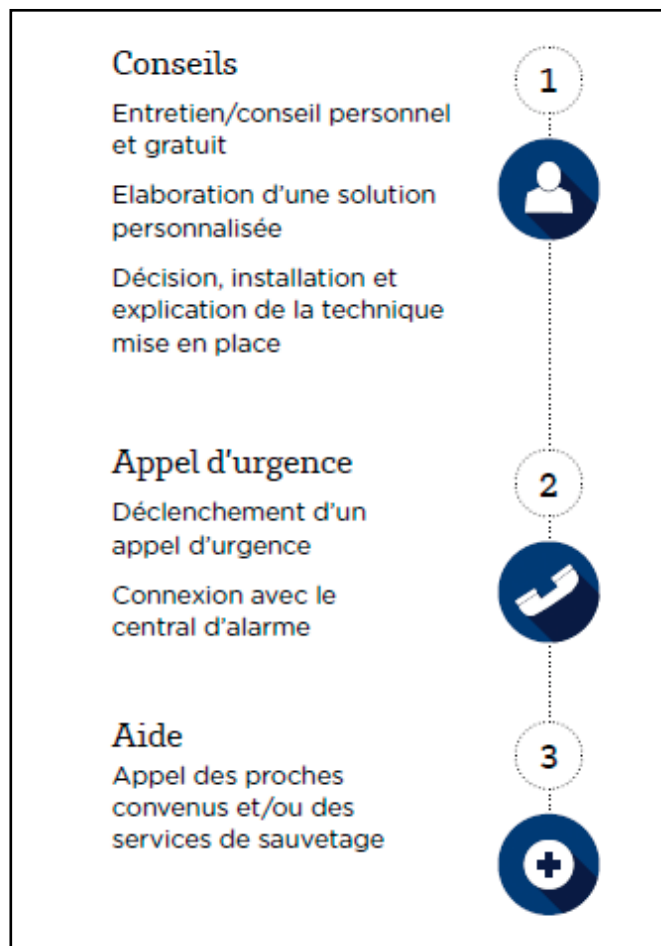 Conseils
1
Entretien/conseil personnel
et gratuit
Elaboration d'une solution
personnalisée
Décision, installation et
explication de la technique
mise en place
Appel d'urgence
2
Déclenchement d'un
appel d'urgence
Connexion avec le
central d'alarme
Aide
3
Appel des proches
convenus et/ou des
services de sauvetage